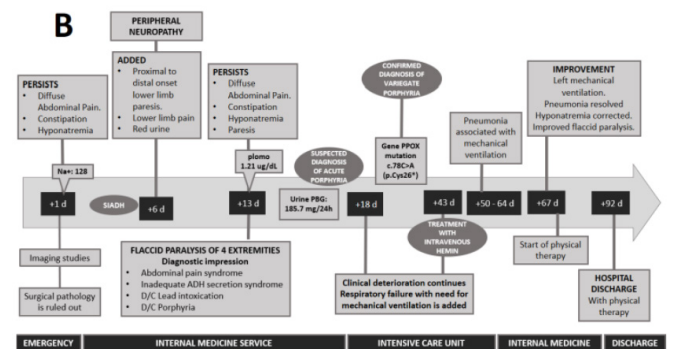 B
PERIPHERAL
NEUROPATHY
PERSISTS
• Diffuse
Abdominal Pain.
• Constipation
• Hyponatremia
ADDED
• Proximal to
distal onset
lower limb
paresis.
• Lower limb pain
• Red urine
PERSISTS
• Diffuse
Abdominal Pain.
• Constipation
• Hyponatremia
• Paresis
CONFIRMED
DIAGNOSIS OF
VARIEGATE
PORPHYRIA
IMPROVEMENT
Left mechanical
ventilation.
Pneumonia resolved
Hyponatremia corrected.
Improved flaccid paralysis.
Pneumonia
associated with
mechanical
ventilation
Na+: 128
plomo
1.21 ug/dL
SUSPECTED
DIAGNOSIS
OF ACUTE
PORPHYRIA
Gene PPOX
mutation
c.78C>A
(p.Cys26*)
Urine PBG:
185.7 mg/24h
+1 d
SIADH
+6 d
+13 d
+18 d
+43 d
+50 - 64 d
+67 d
+92 d
TREATMENT
WITH
INTRAVENOUS
HEMIN
Imaging studies
Surgical pathology
is ruled out
FLACCID PARALYSIS OF 4 EXTREMITIES
Diagnostic impression
• Abdominal pain syndrome
• Inadequate ADH secretion syndrome
• D/C Lead intoxication
• D/C Porphyria
Clinical deterioration continues
Respiratory failure with need for
mechanical ventilation is added
Start of physical
therapy
HOSPITAL
DISCHARGE
With physical
therapy
EMERGENCY
INTERNAL MEDICINE SERVICE
INTENSIVE CARE UNIT
INTERNAL MEDICINE
DISCHARGE